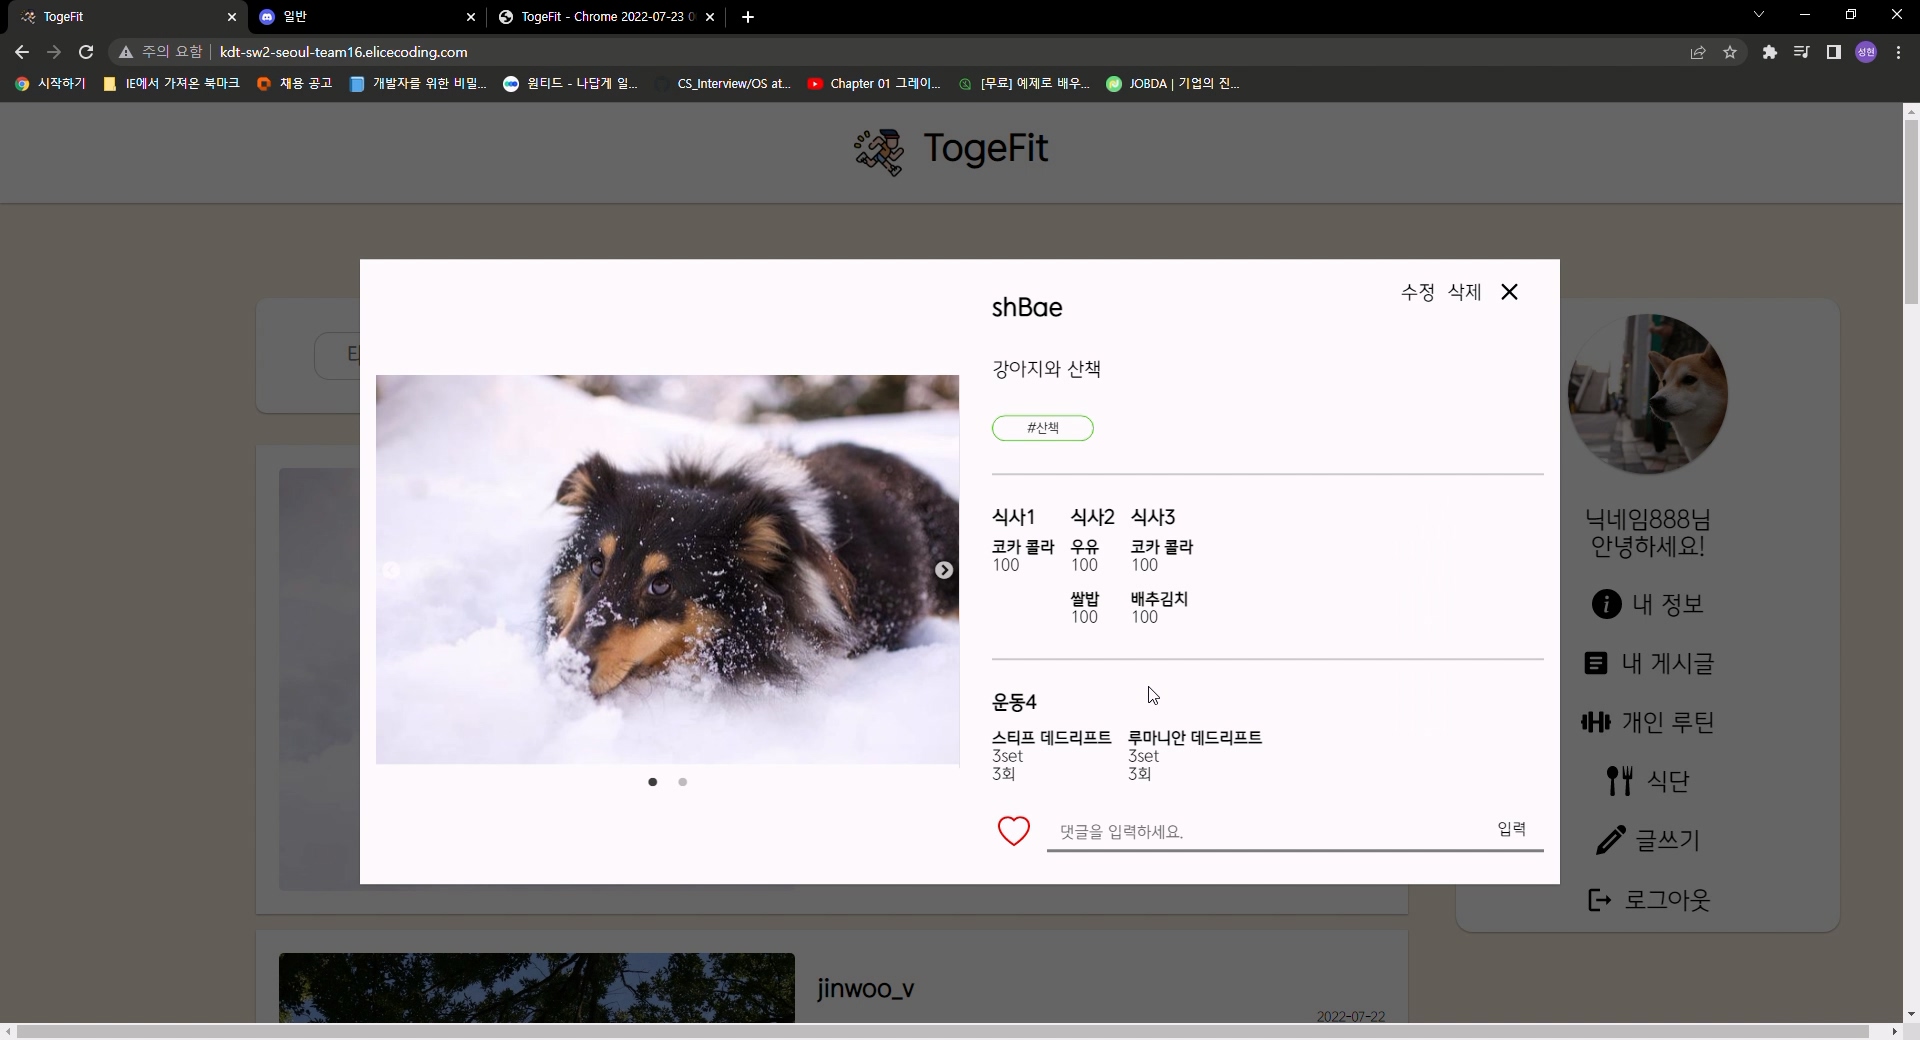 TogeFit
일반
TogeFit - Chrome 2022-07-23 0
주의 요함
kdt-sw2-seoul-team16.elicecoding.com
성현
시작하기
IE에서 가져온 북마크
채용 공고
개발자를 위한 비밀...
원티드 - 나답게 일...
CS_Interview/OS at...
Chapter 01 그레이...
[무료] 예제로 배우...
JOBDA | 기업의 진...
TogeFit
shBae
수정 삭제
강아지와 산책
#산책
식사1 식사2 식사3
코카 콜라 우유 코카 콜라
100 100 100
쌀밥 배추김치
100 100
운동4
스티프 데드리프트 루마니안 데드리프트
3set 3set
3회 3회
댓글을 입력하세요.
입력
닉네임888님
안녕하세요!
내 정보
내 게시글
개인 루틴
식단
글쓰기
로그아웃
jinwoo_v
2022-07-22